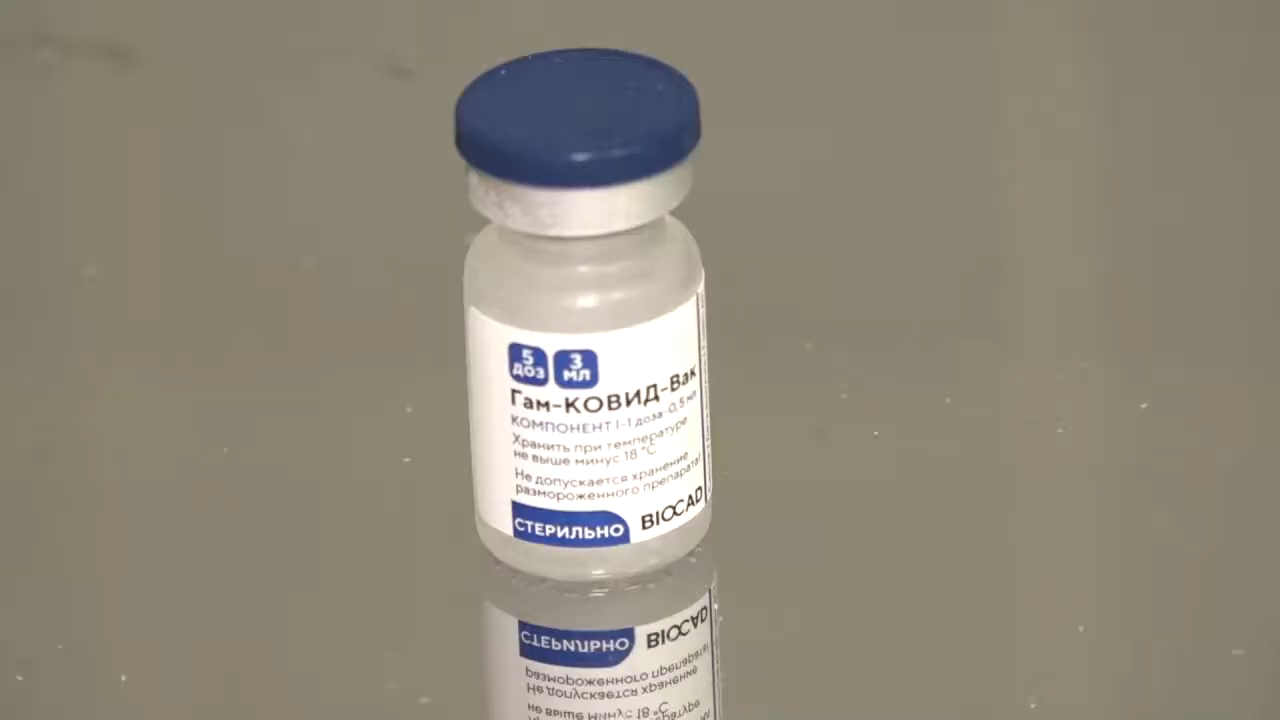 5 ДОЗ 3 МЛ
Гам-КОВИД-Вак
КОМПОНЕНТ I-1 доза-0,5 мл
Хранить при температуре
не выше минус 18 °C
Не допускается хранение
размороженного препарата!
СТЕРИЛЬНО BIOCAD